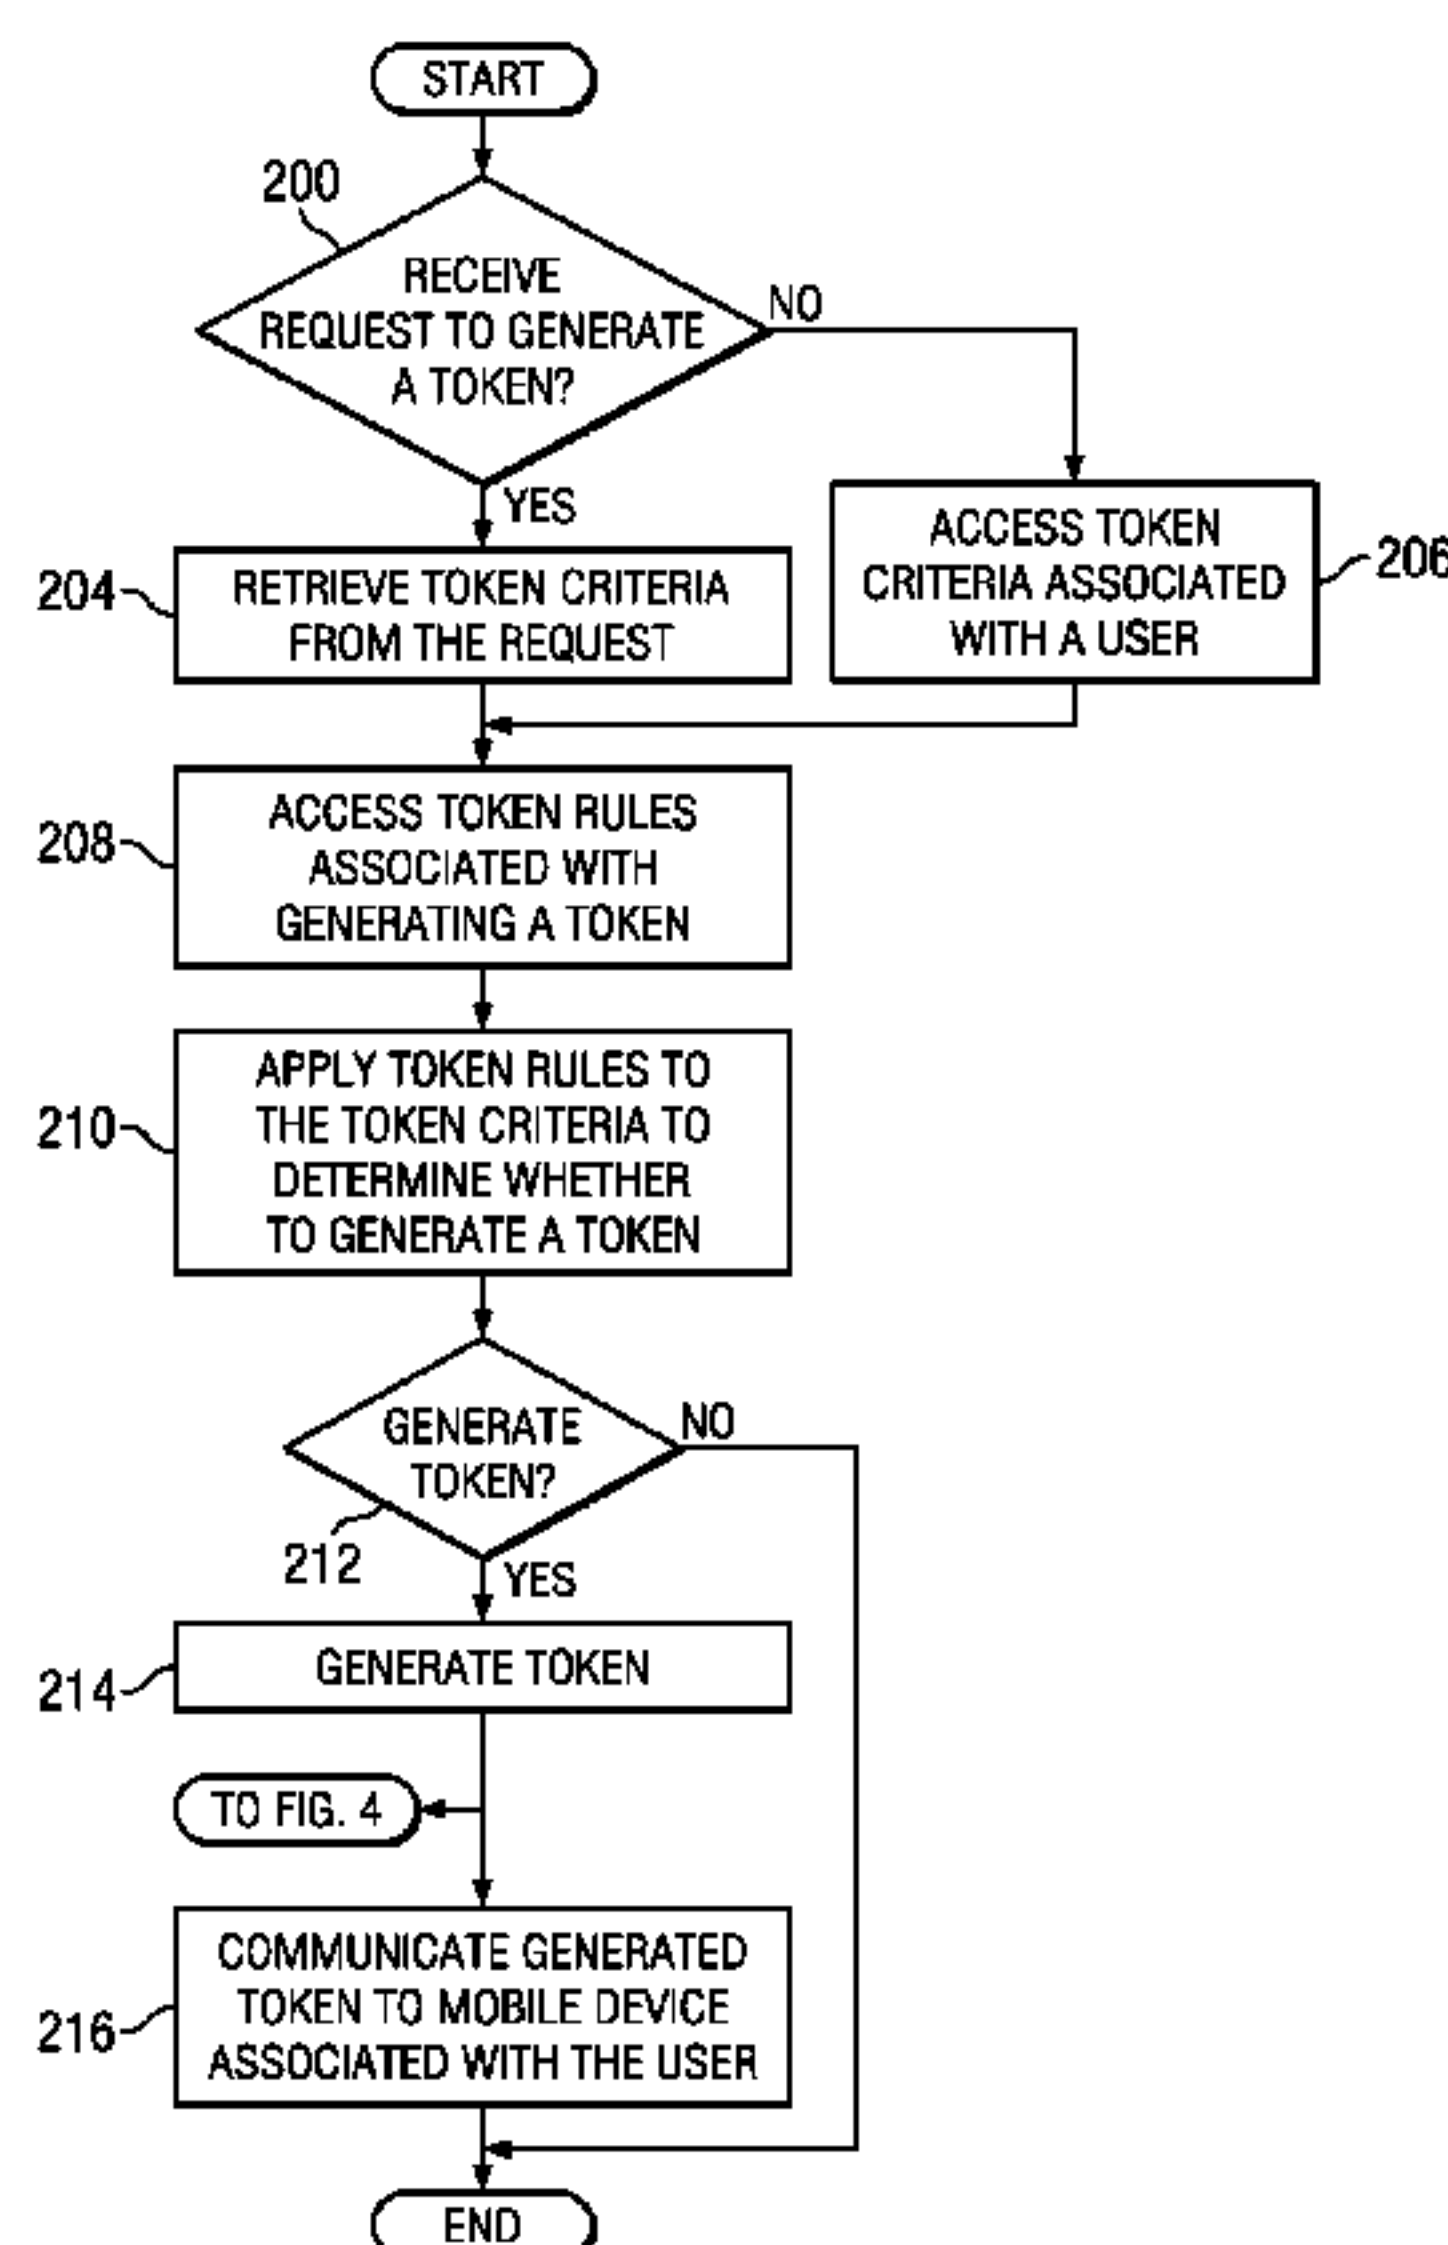 START
200
RECEIVE
REQUEST TO GENERATE
A TOKEN?
NO
YES
204
RETRIEVE TOKEN CRITERIA
FROM THE REQUEST
ACCESS TOKEN
CRITERIA ASSOCIATED
WITH A USER
206
208
ACCESS TOKEN RULES
ASSOCIATED WITH
GENERATING A TOKEN
210
APPLY TOKEN RULES TO
THE TOKEN CRITERIA TO
DETERMINE WHETHER
TO GENERATE A TOKEN
GENERATE
TOKEN?
NO
212
YES
214
GENERATE TOKEN
TO FIG. 4
216
COMMUNICATE GENERATED
TOKEN TO MOBILE DEVICE
ASSOCIATED WITH THE USER
END